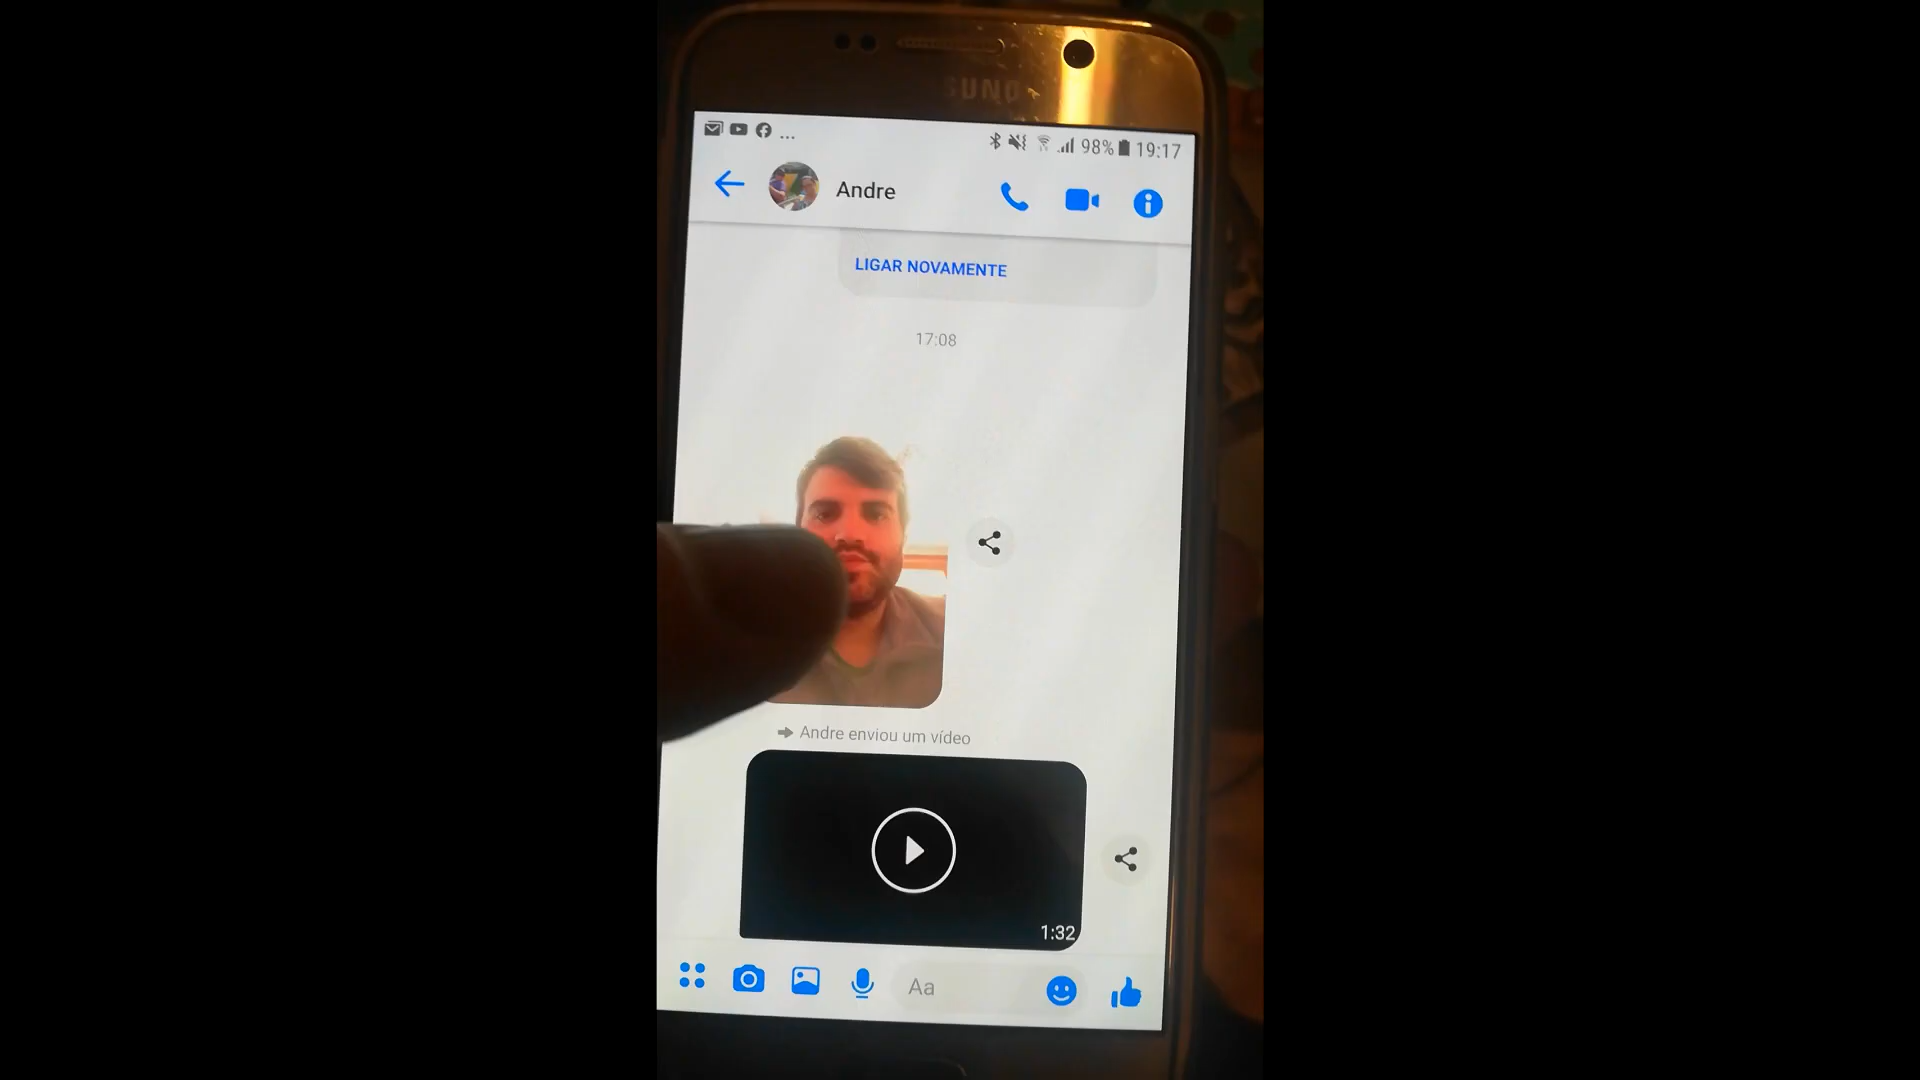 98% 19:17
Andre
LIGAR NOVAMENTE
17:08
Andre enviou um vídeo
1:32
Aa